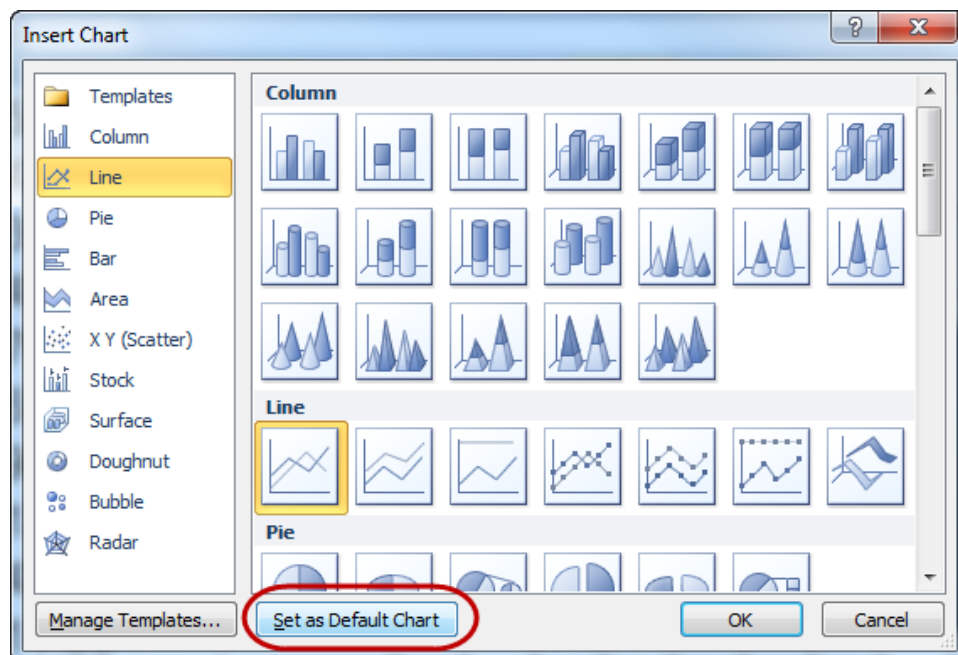 Insert Chart
Templates
Column
Line
Pie
Bar
Area
X Y (Scatter)
Stock
Surface
Doughnut
Bubble
Radar
Column
Line
Pie
Manage Templates...
Set as Default Chart
OK
Cancel